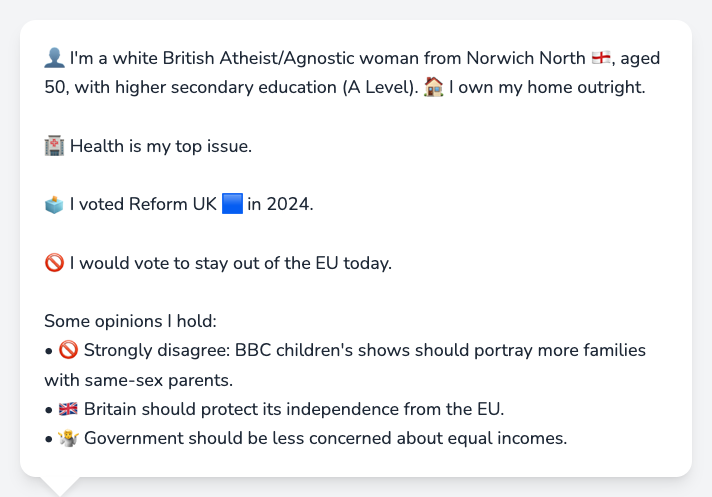 👤 I'm a white British Atheist/Agnostic woman from Norwich North 🏴󠁧󠁢󠁥󠁮󠁧󠁿, aged
50, with higher secondary education (A Level). 🏠 I own my home outright.
🏥 Health is my top issue.
🗳️ I voted Reform UK 🟦 in 2024.
🚫 I would vote to stay out of the EU today.
Some opinions I hold:
• 🚫 Strongly disagree: BBC children's shows should portray more families
with same-sex parents.
• 🇬🇧 Britain should protect its independence from the EU.
• 🤷 Government should be less concerned about equal incomes.